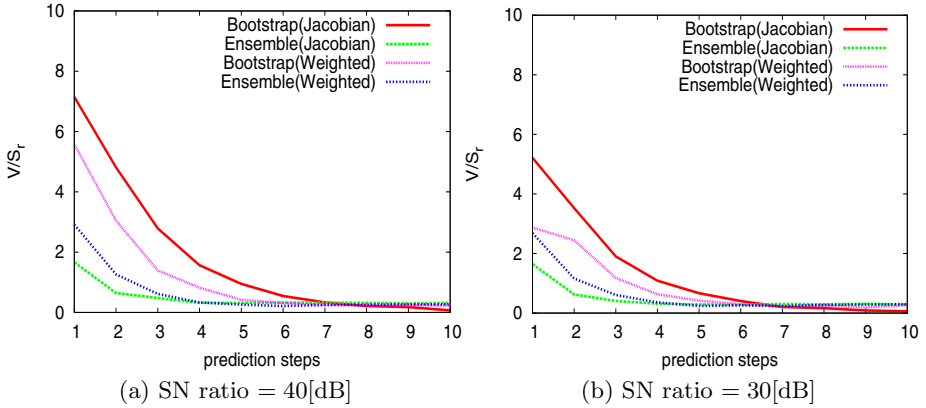 10
8
6
4
2
0
V/Sr
Bootstrap(Jacobian)
Ensemble(Jacobian)
Bootstrap(Weighted)
Ensemble(Weighted)
1 2 3 4 5 6 7 8 9 10
prediction steps
(a) SN ratio = 40[dB]
10
8
6
4
2
0
V/Sr
Bootstrap(Jacobian)
Ensemble(Jacobian)
Bootstrap(Weighted)
Ensemble(Weighted)
1 2 3 4 5 6 7 8 9 10
prediction steps
(b) SN ratio = 30[dB]